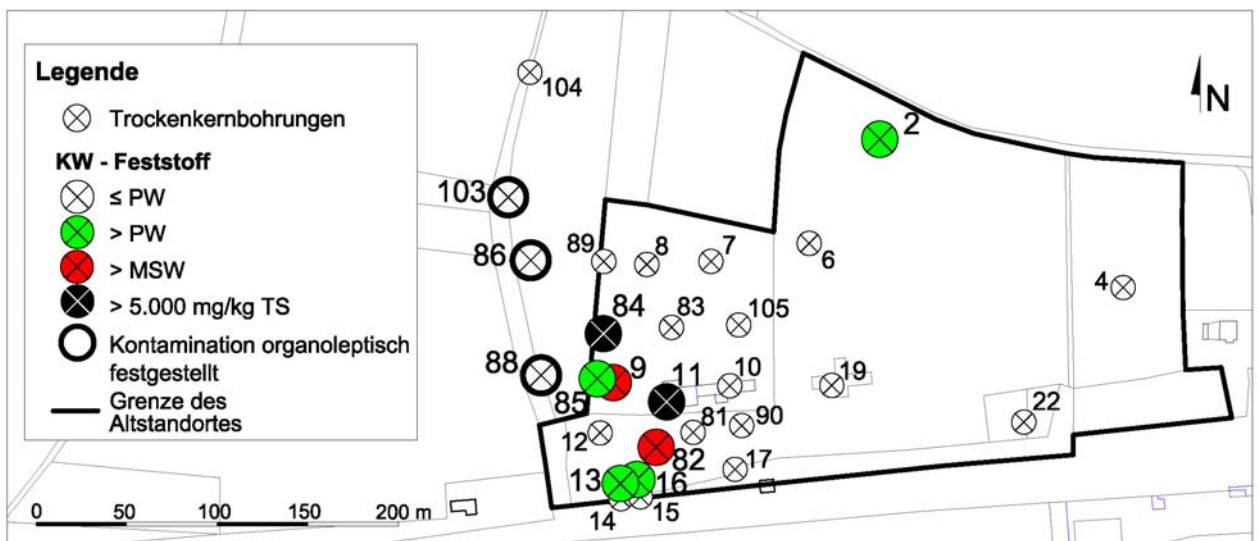 Legende
Trockenkernbohrungen
KW - Feststoff
≤ PW
> PW
> MSW
> 5.000 mg/kg TS
Kontamination organoleptisch
festgestellt
Grenze des
Altstandortes
0 50 100 150 200 m
N
104
2
103
86
89
8
7
6
4
84
83
105
88
9
11
10
19
85
12
81
90
22
82
17
13
16
14
15